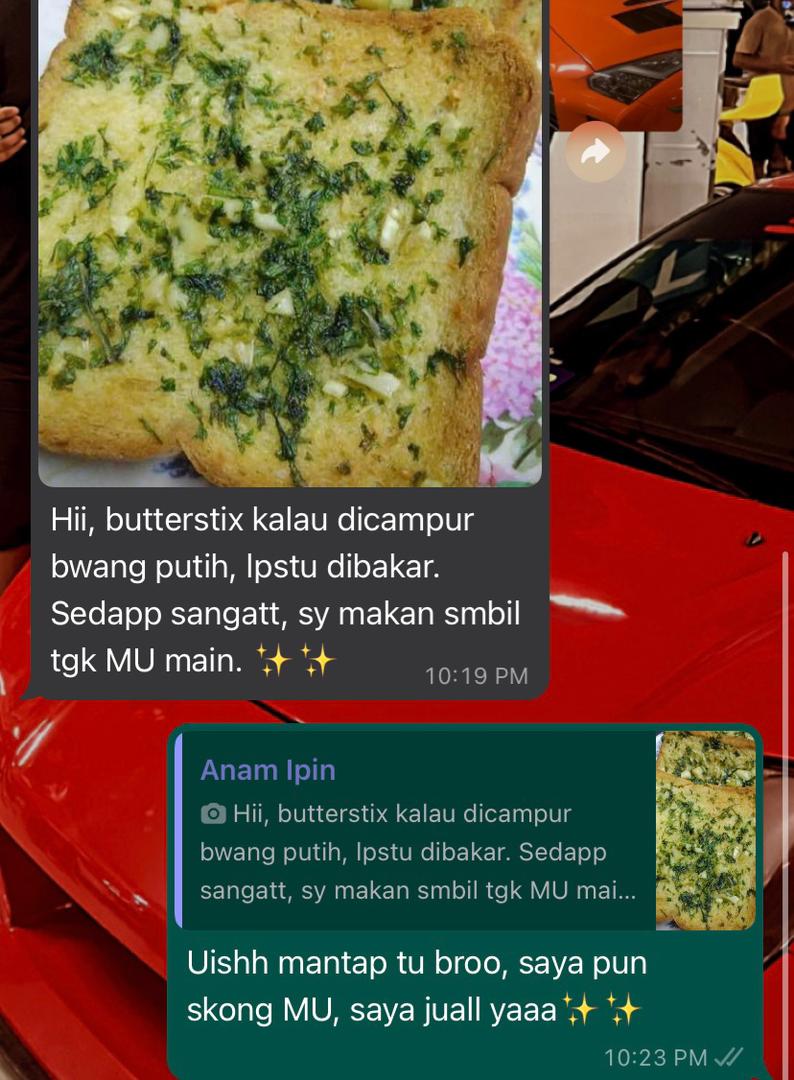 Hii, butterstix kalau dicampur
bwang putih, lpstu dibakar.
Sedapp sangatt, sy makan smbil
tgk MU main. ✨✨
10:19 PM
Anam Ipin
Hii, butterstix kalau dicampur
bwang putih, lpstu dibakar. Sedapp
sangatt, sy makan smbil tgk MU mai...
Uishh mantap tu broo, saya pun
skong MU, saya juall yaaa✨✨
10:23 PM